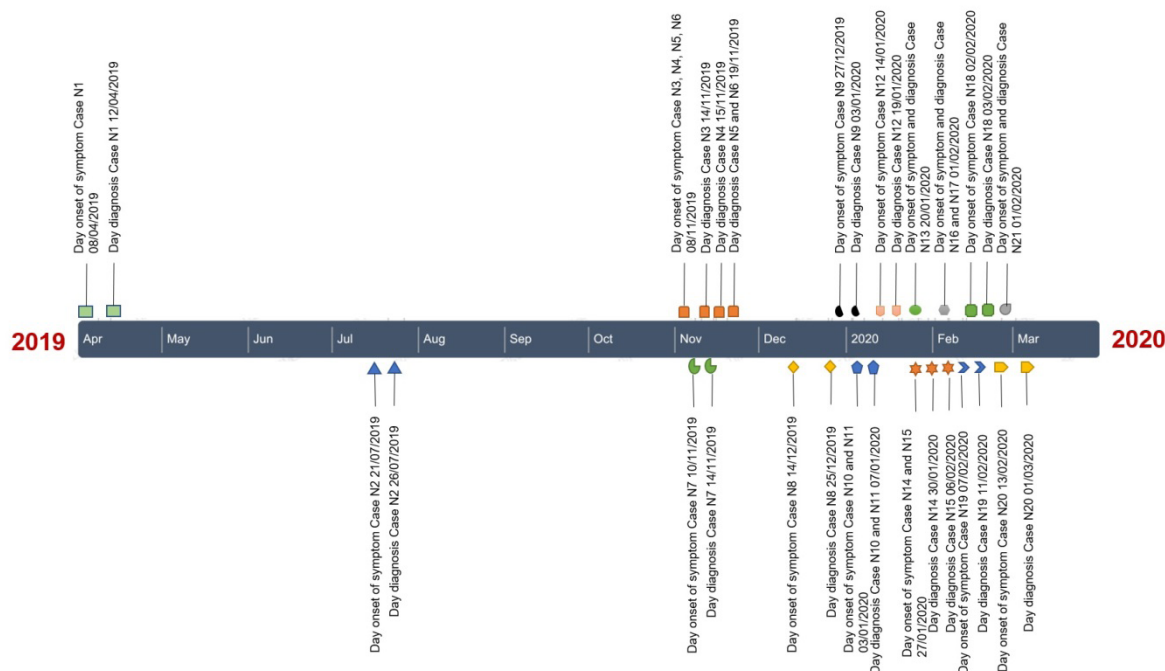 Day onset of symptom Case N1
08/04/2019
Day diagnosis Case N1 12/04/2019
Day onset of symptom Case N3, N4, N5, N6
08/11/2019
Day diagnosis Case N3 14/11/2019
Day diagnosis Case N4 15/11/2019
Day diagnosis Case N5 and N6 19/11/2019
Day onset of symptom Case N9 27/12/2019
Day diagnosis Case N9 03/01/2020
Day onset of symptom Case N12 14/01/2020
Day diagnosis Case N12 19/01/2020
Day onset of symptom and diagnosis Case
N13 20/01/2020
Day onset of symptom and diagnosis Case
N16 and N17 01/02/2020
Day onset of symptom Case N18 02/02/2020
Day diagnosis Case N18 03/02/2020
Day onset of symptom and diagnosis Case
N21 01/02/2020
2019
Apr
May
Jun
Jul
Aug
Sep
Oct
Nov
Dec
2020
Feb
Mar
2020
Day onset of symptom Case N2 21/07/2019
Day diagnosis Case N2 26/07/2019
Day onset of symptom Case N7 10/11/2019
Day diagnosis Case N7 14/11/2019
Day onset of symptom Case N8 14/12/2019
Day diagnosis Case N8 25/12/2019
Day onset of symptom Case N10 and N11
03/01/2020
Day diagnosis Case N10 and N11 07/01/2020
Day onset of symptom Case N14 and N15
27/01/2020
Day diagnosis Case N14 30/01/2020
Day diagnosis Case N15 06/02/2020
Day onset of symptom Case N19 07/02/2020
Day diagnosis Case N19 11/02/2020
Day onset of symptom Case N20 13/02/2020
Day diagnosis Case N20 01/03/2020